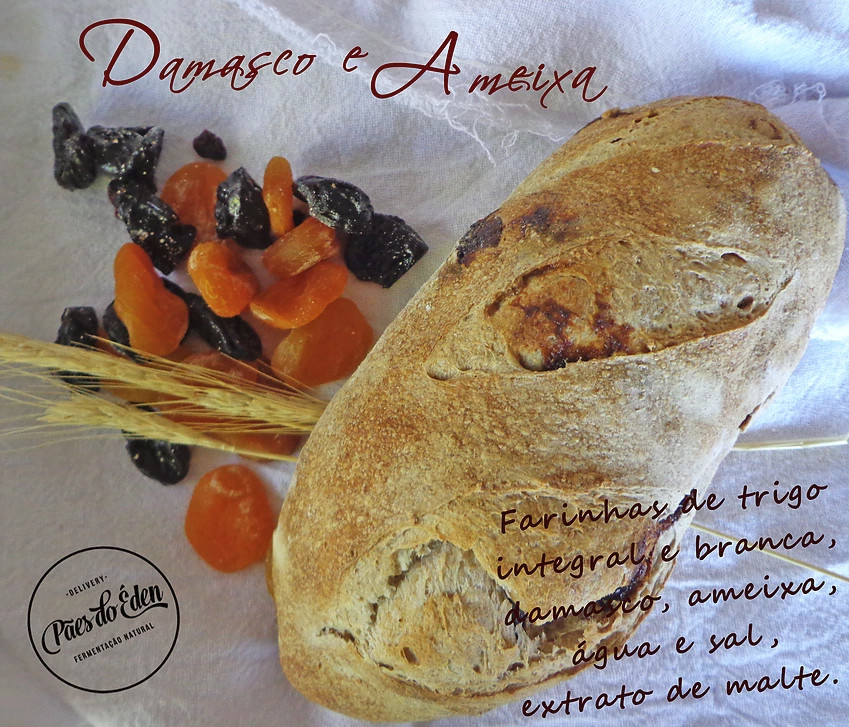 Damasco e Ameixa
Farinhas de trigo
integral e branca,
damasco, ameixa,
água e sal,
extrato de malte.
·DELIVERY·
Pães do Éden
FERMENTAÇÃO NATURAL